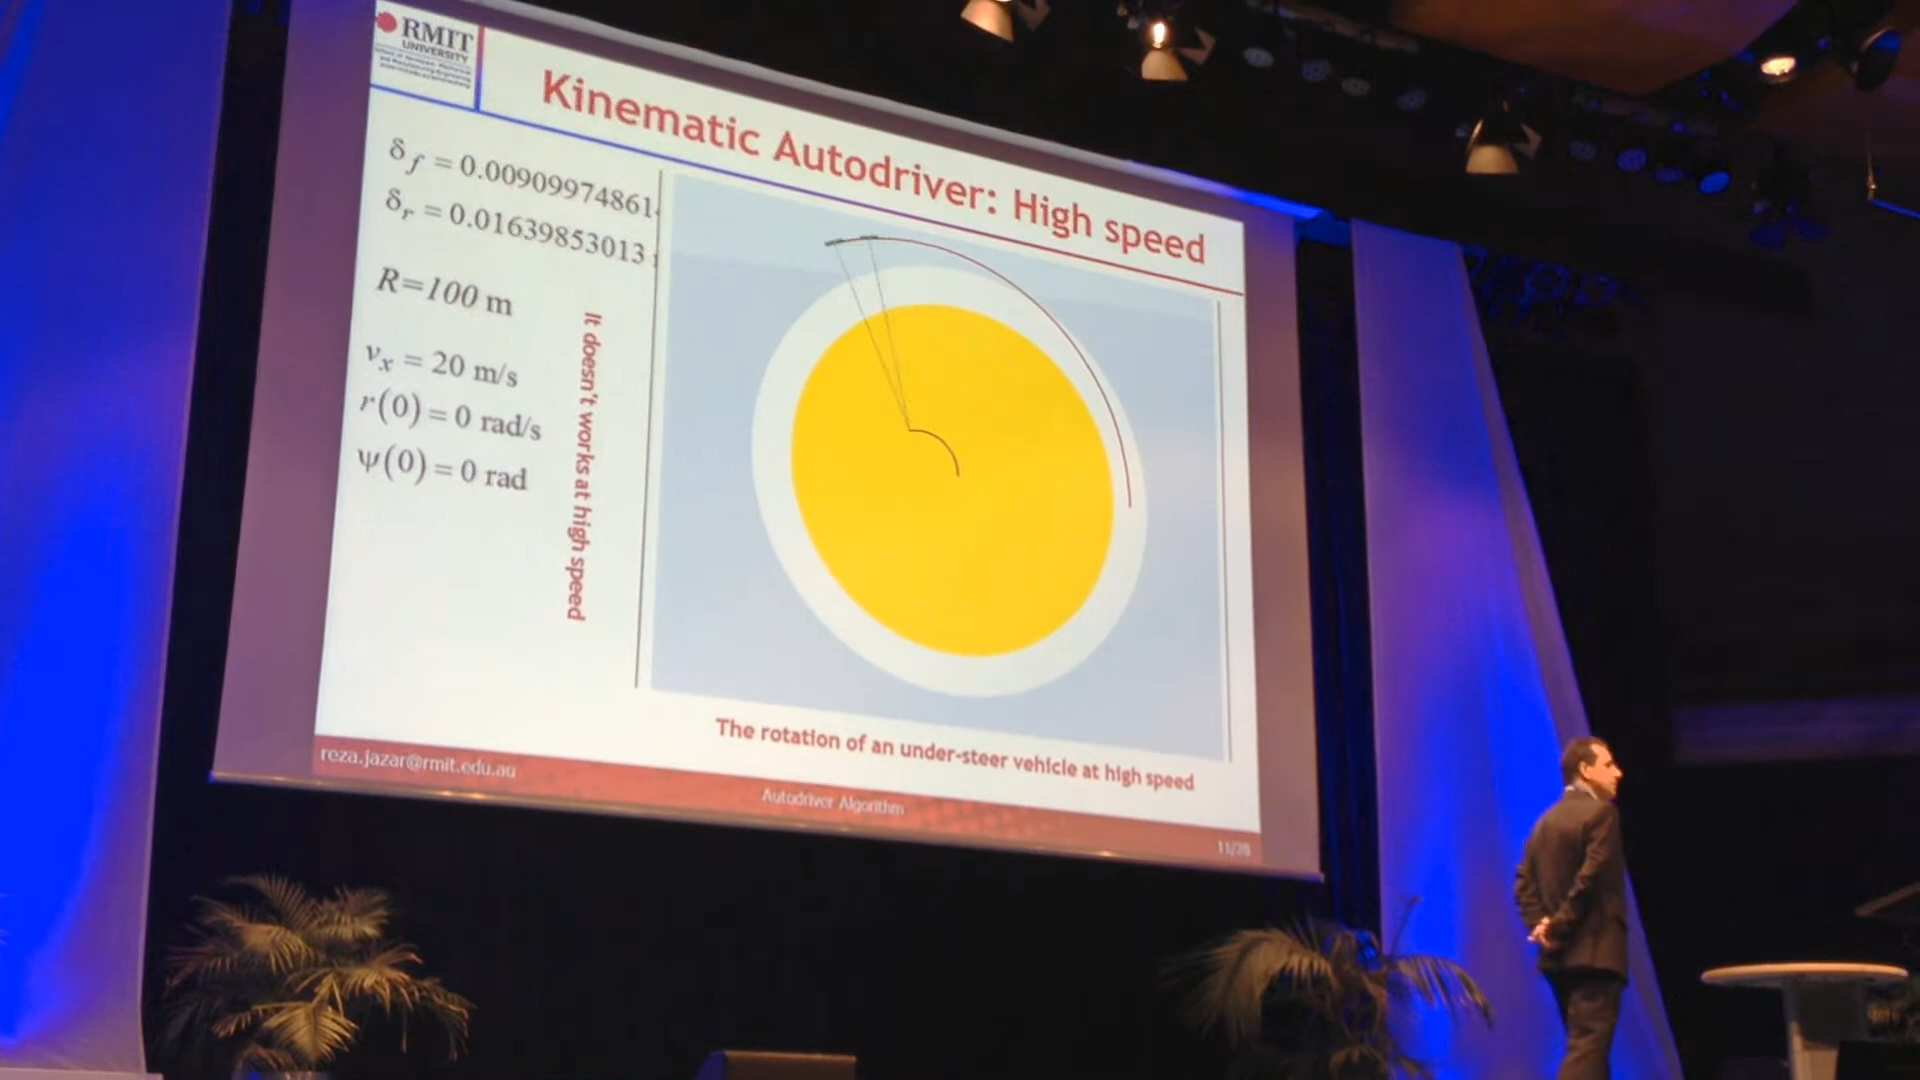 RMIT
UNIVERSITY
Kinematic Autodriver: High speed
δf = 0.00909974861
δr = 0.01639853013
R=100 m
vx = 20 m/s
r(0) = 0 rad/s
ψ(0) = 0 rad
It doesn't works at high speed
The rotation of an under-steer vehicle at high speed
reza.jazar@rmit.edu.au
Autodriver Algorithm